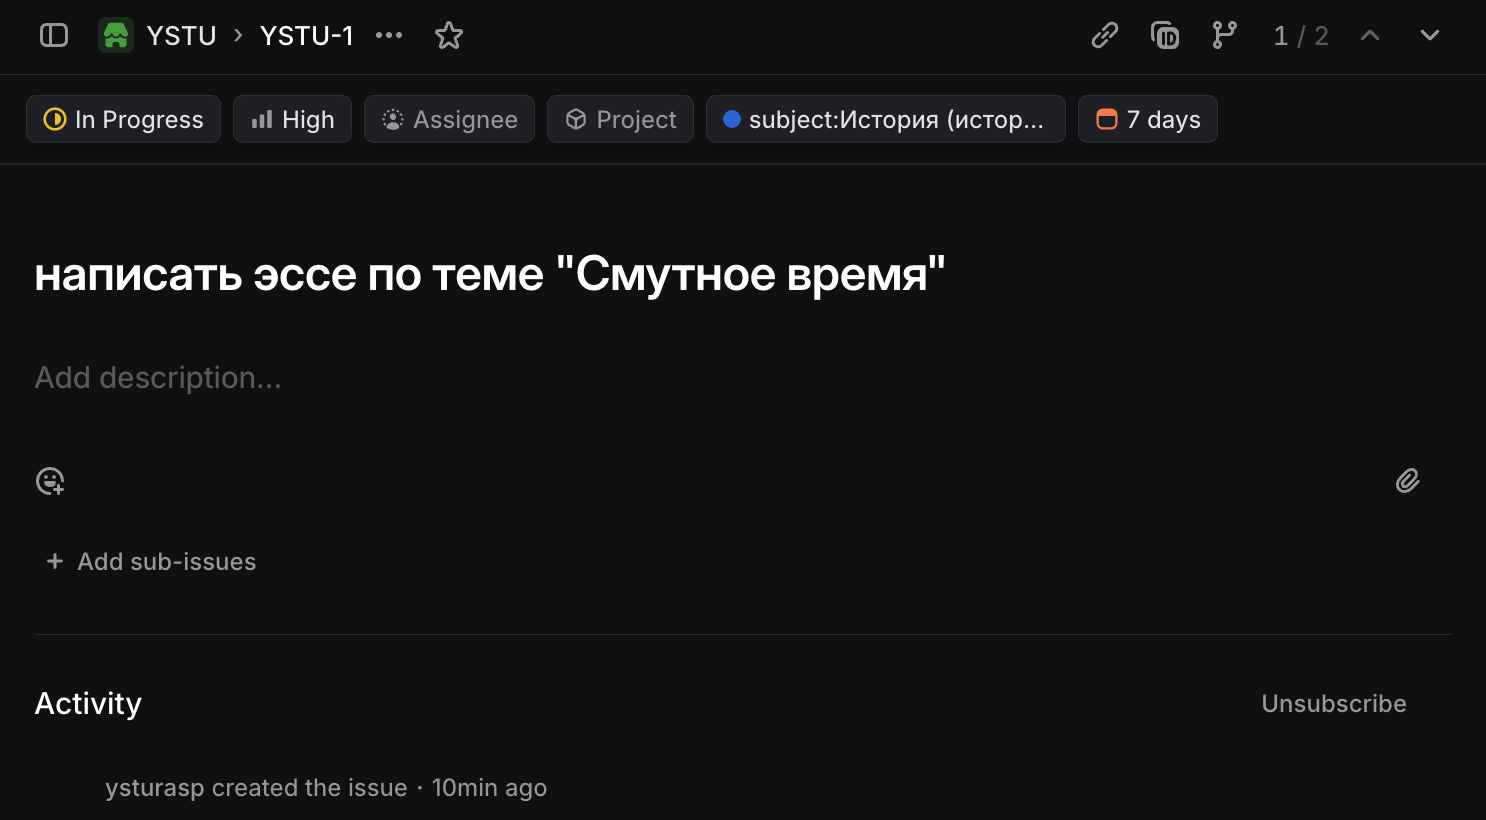 YSTU › YSTU-1 ••• 1 / 2
In Progress High Assignee Project subject:История (истор... 7 days
написать эссе по теме "Смутное время"
Add description...
+ Add sub-issues
Activity Unsubscribe
ysturasp created the issue · 10min ago